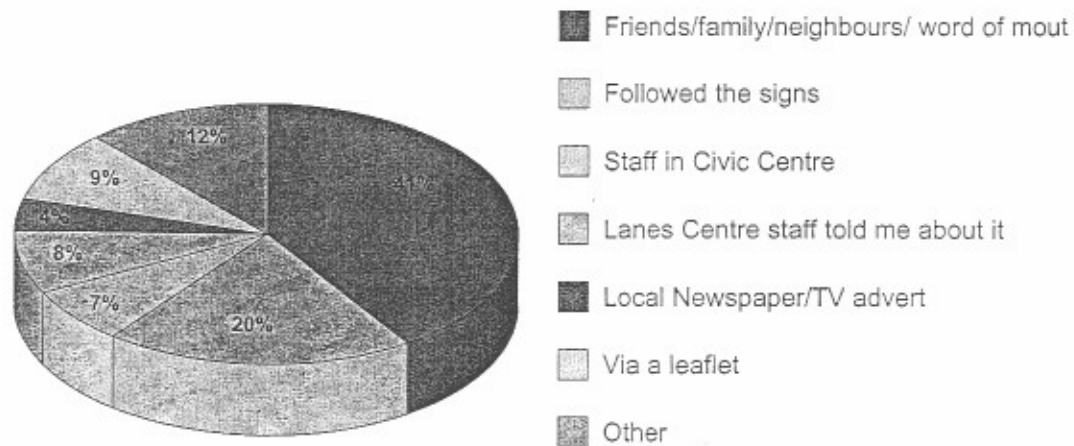 Friends/family/neighbours/ word of mout
Followed the signs
Staff in Civic Centre
Lanes Centre staff told me about it
Local Newspaper/TV advert
Via a leaflet
Other
12%
9%
4%
8%
7%
20%
41%